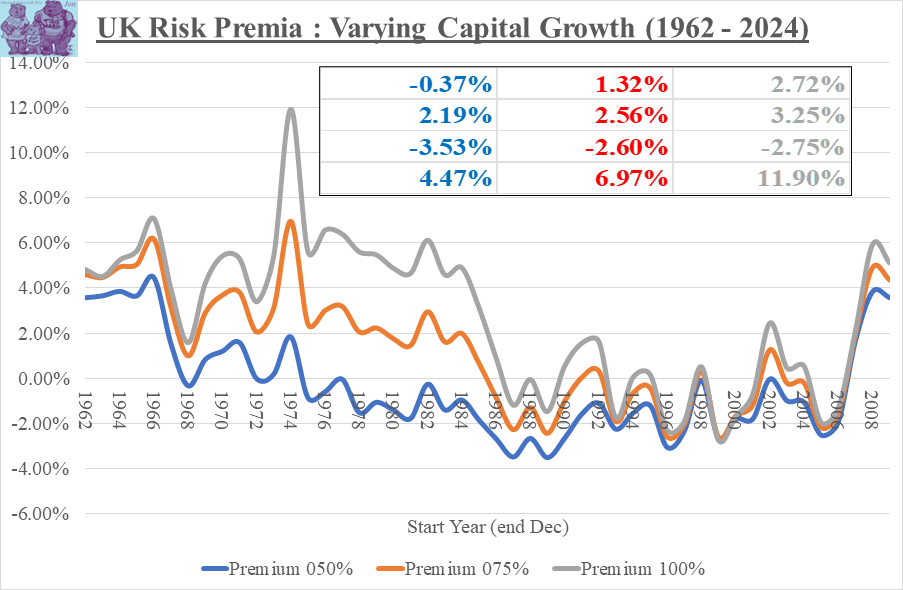 UK Risk Premia : Varying Capital Growth (1962 - 2024)
14.00%
12.00%
10.00%
8.00%
6.00%
4.00%
2.00%
0.00%
-2.00%
-4.00%
-6.00%
-0.37% 1.32% 2.72%
2.19% 2.56% 3.25%
-3.53% -2.60% -2.75%
4.47% 6.97% 11.90%
1962 1964 1966 1968 1970 1972 1974 1976 1978 1980 1982 1984 1986 1988 1990 1992 1994 1996 1998 2000 2002 2004 2006 2008
Start Year (end Dec)
Premium 050% Premium 075% Premium 100%